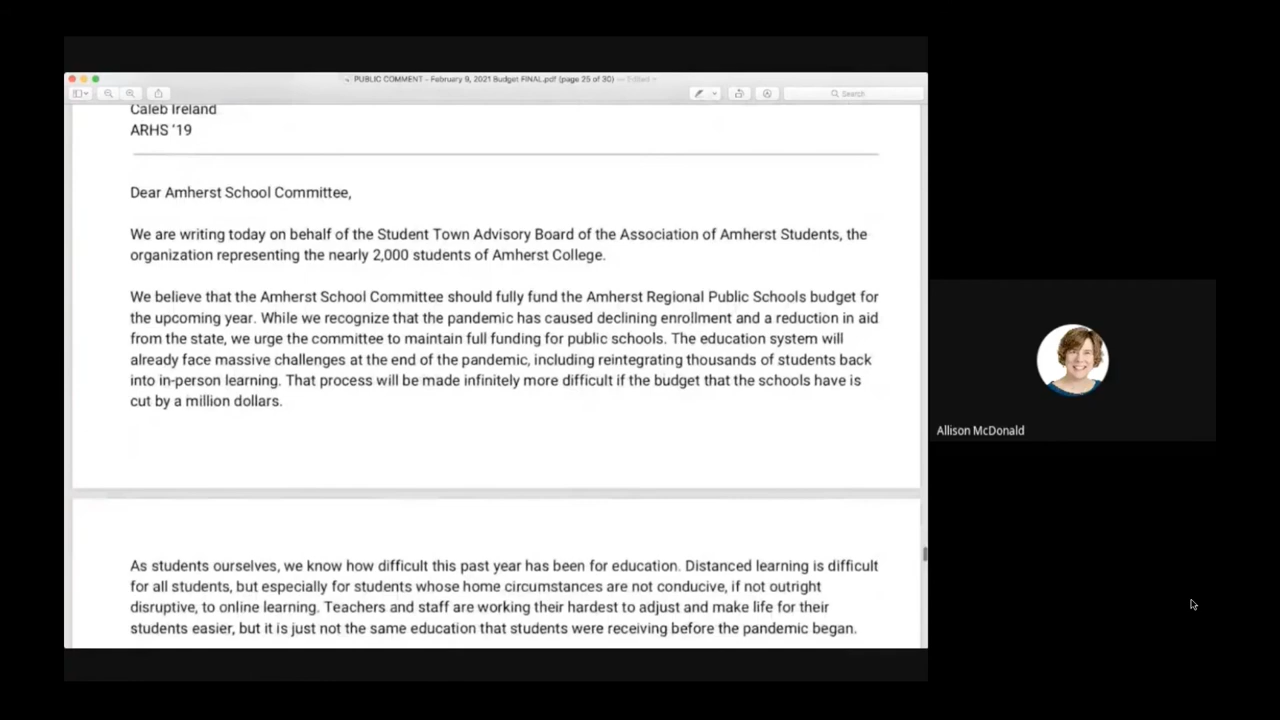 PUBLIC COMMENT - February 9, 2021 Budget FINAL.pdf (page 25 of 30) — Edited
Search
Caleb Ireland
ARHS '19
Dear Amherst School Committee,
We are writing today on behalf of the Student Town Advisory Board of the Association of Amherst Students, the
organization representing the nearly 2,000 students of Amherst College.
We believe that the Amherst School Committee should fully fund the Amherst Regional Public Schools budget for
the upcoming year. While we recognize that the pandemic has caused declining enrollment and a reduction in aid
from the state, we urge the committee to maintain full funding for public schools. The education system will
already face massive challenges at the end of the pandemic, including reintegrating thousands of students back
into in-person learning. That process will be made infinitely more difficult if the budget that the schools have is
cut by a million dollars.
As students ourselves, we know how difficult this past year has been for education. Distanced learning is difficult
for all students, but especially for students whose home circumstances are not conducive, if not outright
disruptive, to online learning. Teachers and staff are working their hardest to adjust and make life for their
students easier, but it is just not the same education that students were receiving before the pandemic began.
Allison McDonald